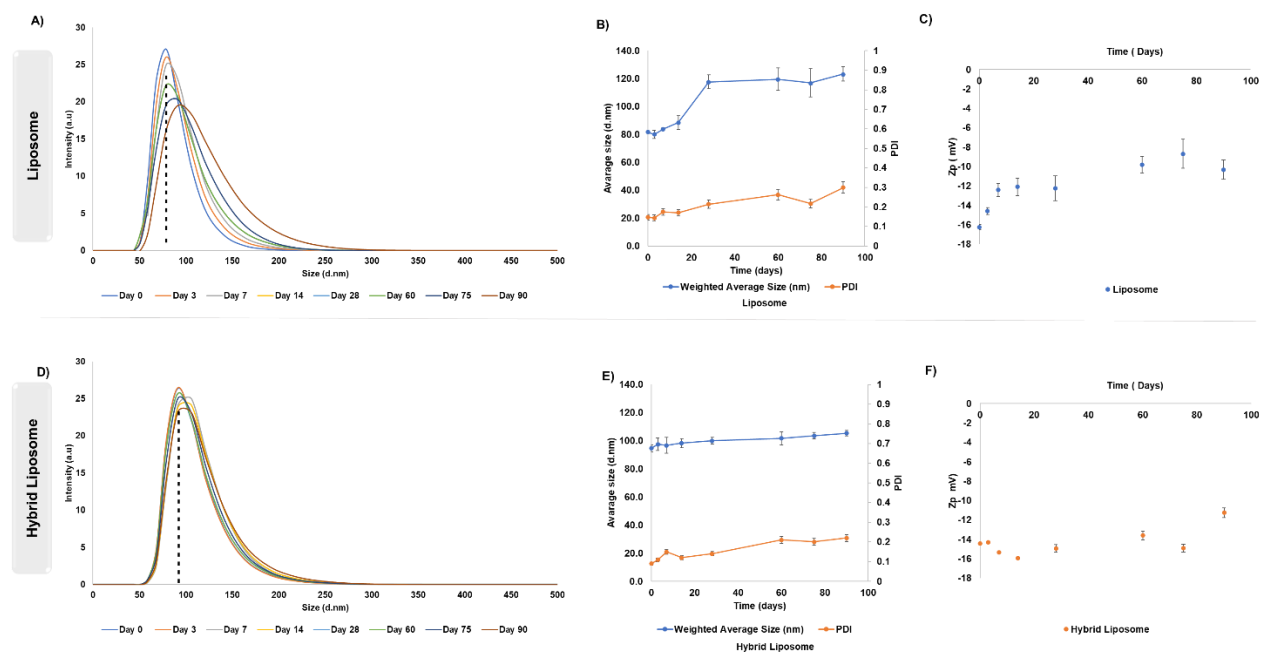 Liposome
A)
30
25
20
15
10
5
0
Intensity (a.u)
0 50 100 150 200 250 300 350 400 450 500
Size (d.nm)
Day 0 Day 3 Day 7 Day 14 Day 28 Day 60 Day 75 Day 90
B)
140.0
120.0
100.0
80.0
60.0
40.0
20.0
0.0
Avarage size (d.nm)
1
0.9
0.8
0.7
0.6
0.5
0.4
0.3
0.2
0.1
0
PDI
0 20 40 60 80 100
Time (days)
Weighted Average Size (nm) PDI
Liposome
C)
Time ( Days)
0 20 40 60 80 100
0
-2
-4
-6
-8
-10
-12
-14
-16
-18
Zp ( mV)
Liposome
Hybrid Liposome
D)
30
25
20
15
10
5
0
Intensity (a.u)
0 50 100 150 200 250 300 350 400 450 500
Size (d.nm)
Day 0 Day 3 Day 7 Day 14 Day 28 Day 60 Day 75 Day 90
E)
140.0
120.0
100.0
80.0
60.0
40.0
20.0
0.0
Avarage size (d.nm)
1
0.9
0.8
0.7
0.6
0.5
0.4
0.3
0.2
0.1
0
PDI
0 20 40 60 80 100
Time (days)
Weighted Average Size (nm) PDI
Hybrid Liposome
F)
Time ( Days)
0 20 40 60 80 100
0
-2
-4
-6
-8
-10
-12
-14
-16
-18
Zp ( mV)
Hybrid Liposome